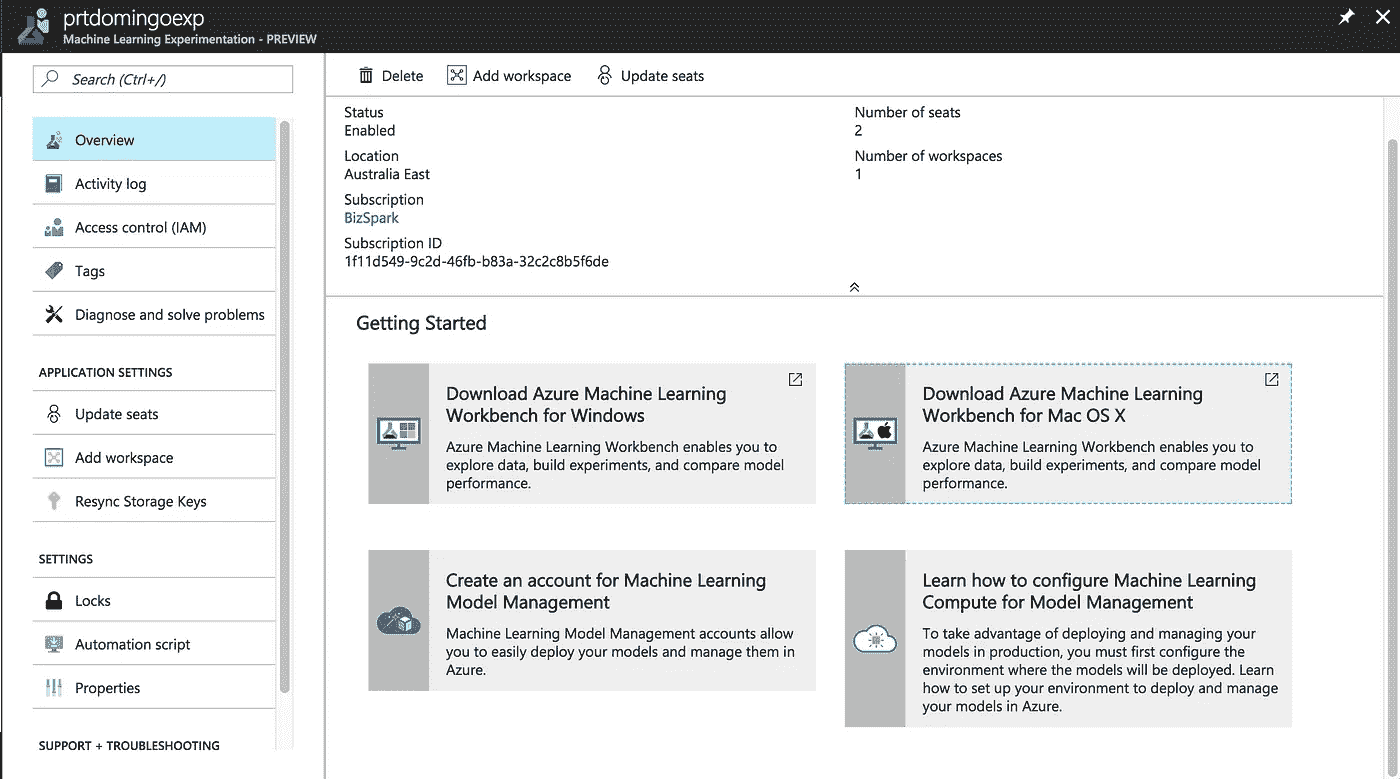 prtdomingoexp
Machine Learning Experimentation - PREVIEW
Search (Ctrl+/)
Overview
Activity log
Access control (IAM)
Tags
Diagnose and solve problems
APPLICATION SETTINGS
Update seats
Add workspace
Resync Storage Keys
SETTINGS
Locks
Automation script
Properties
SUPPORT + TROUBLESHOOTING
Delete
Add workspace
Update seats
Status
Enabled
Location
Australia East
Subscription
BizSpark
Subscription ID
1f11d549-9c2d-46fb-b83a-32c2c8b5f6de
Number of seats
2
Number of workspaces
1
Getting Started
Download Azure Machine Learning
Workbench for Windows
Azure Machine Learning Workbench enables you to
explore data, build experiments, and compare model
performance.
Download Azure Machine Learning
Workbench for Mac OS X
Azure Machine Learning Workbench enables you to
explore data, build experiments, and compare model
performance.
Create an account for Machine Learning
Model Management
Machine Learning Model Management accounts allow
you to easily deploy your models and manage them in
Azure.
Learn how to configure Machine Learning
Compute for Model Management
To take advantage of deploying and managing your
models in production, you must first configure the
environment where the models will be deployed. Learn
how to set up your environment to deploy and manage
your models in Azure.